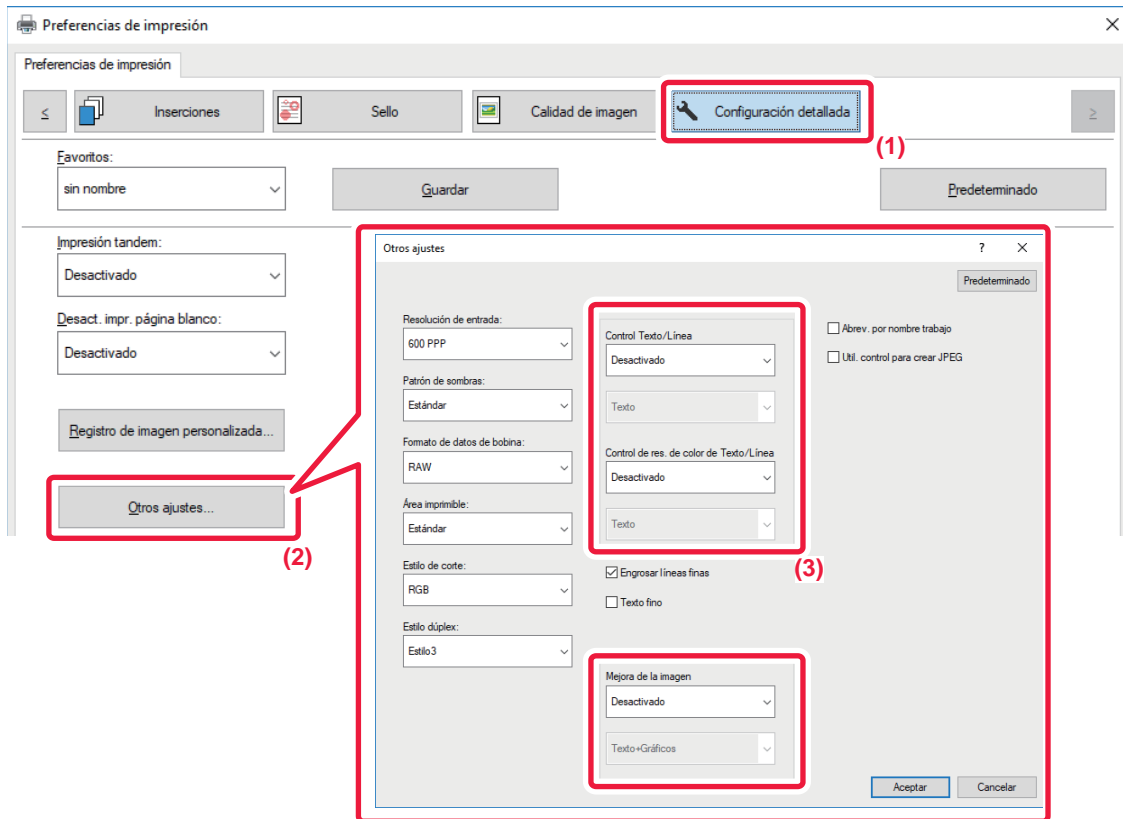 Preferencias de impresión
Preferencias de impresión
≤
Inserciones
Sello
Calidad de imagen
Configuración detallada
≥
(1)
Favoritos:
sin nombre
Guardar
Predeterminado
Impresión tandem:
Desactivado
Desact. impr. página blanco:
Desactivado
Registro de imagen personalizada...
Otros ajustes...
(2)
Otros ajustes
?
Predeterminado
Resolución de entrada:
600 PPP
Patrón de sombras:
Estándar
Formato de datos de bobina:
RAW
Área imprimible:
Estándar
Estilo de corte:
RGB
Estilo dúplex:
Estilo3
Control Texto/Línea
Desactivado
Texto
Control de res. de color de Texto/Línea
Desactivado
Texto
(3)
Engrosar líneas finas
Texto fino
Mejora de la imagen
Desactivado
Texto+Gráficos
Abrev. por nombre trabajo
Util. control para crear JPEG
Aceptar
Cancelar